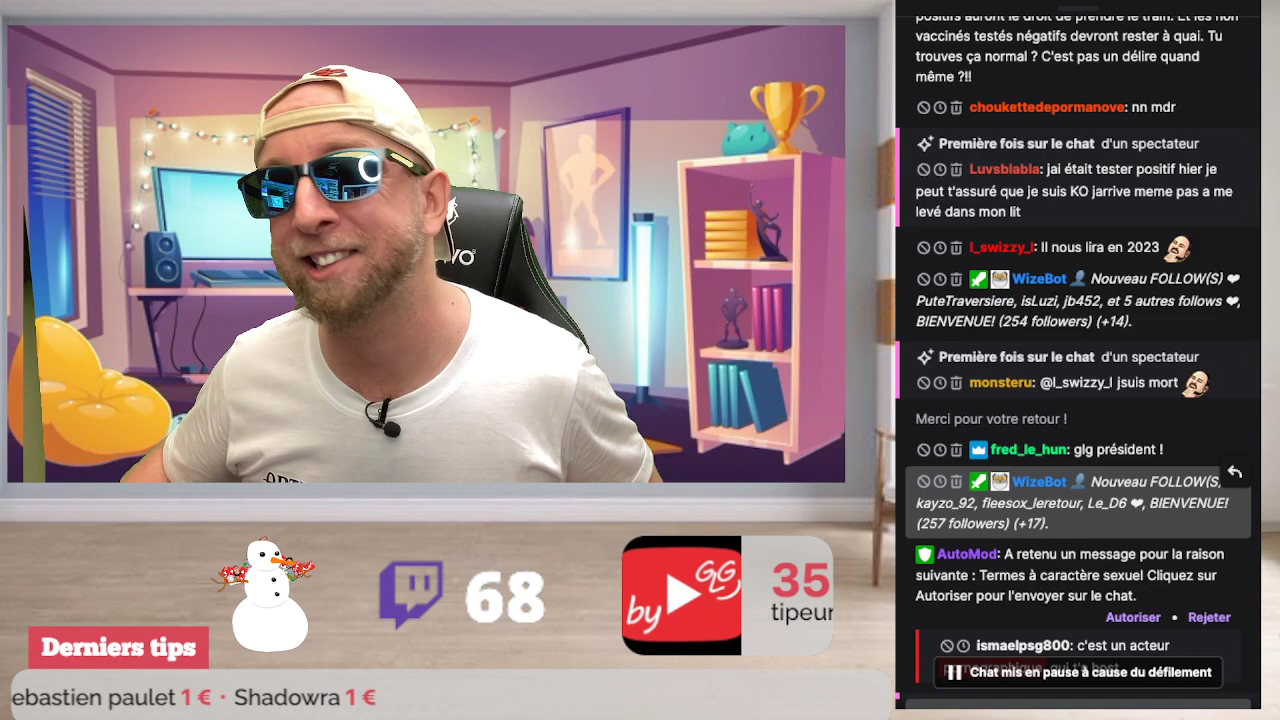 positifs auront le droit de prendre le train. Et les non
vaccinés testés négatifs devront rester à quai. Tu
trouves ça normal ? C'est pas un délire quand
même ?!!
choukettedepormanove: nn mdr
Première fois sur le chat d'un spectateur
Luvsblabla: jai était tester positif hier je
peut t'assuré que je suis KO jarrive meme pas a me
levé dans mon lit
l_swizzy_l: Il nous lira en 2023
WizeBot Nouveau FOLLOW(S) ❤
PuteTraversiere, isLuzi, jb452, et 5 autres follows ❤,
BIENVENUE! (254 followers) (+14).
Première fois sur le chat d'un spectateur
monsteru: @l_swizzy_l jsuis mort
Merci pour votre retour !
fred_le_hun: glg président !
WizeBot Nouveau FOLLOW(S)
kayzo_92, fleesox_leretour, Le_D6 ❤, BIENVENUE!
(257 followers) (+17).
AutoMod: A retenu un message pour la raison
suivante : Termes à caractère sexuel Cliquez sur
Autoriser pour l'envoyer sur le chat.
Autoriser • Rejeter
ismaelpsg800: c'est un acteur
Chat mis en pause à cause du défilement
VO
68
by GLG
35
tipeur
Derniers tips
ebastien paulet 1 € · Shadowra 1 €